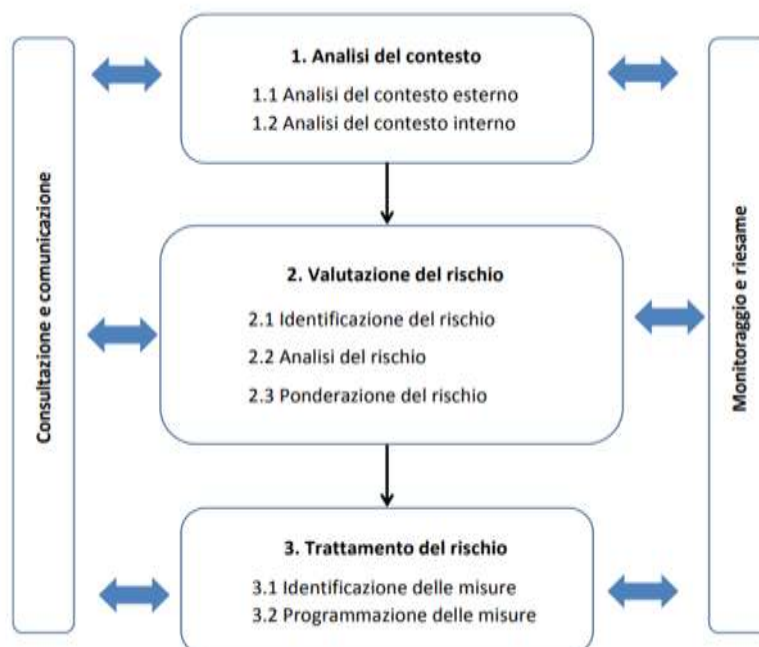 Consultazione e comunicazione
1. Analisi del contesto
1.1 Analisi del contesto esterno
1.2 Analisi del contesto interno
2. Valutazione del rischio
2.1 Identificazione del rischio
2.2 Analisi del rischio
2.3 Ponderazione del rischio
3. Trattamento del rischio
3.1 Identificazione delle misure
3.2 Programmazione delle misure
Monitoraggio e riesame